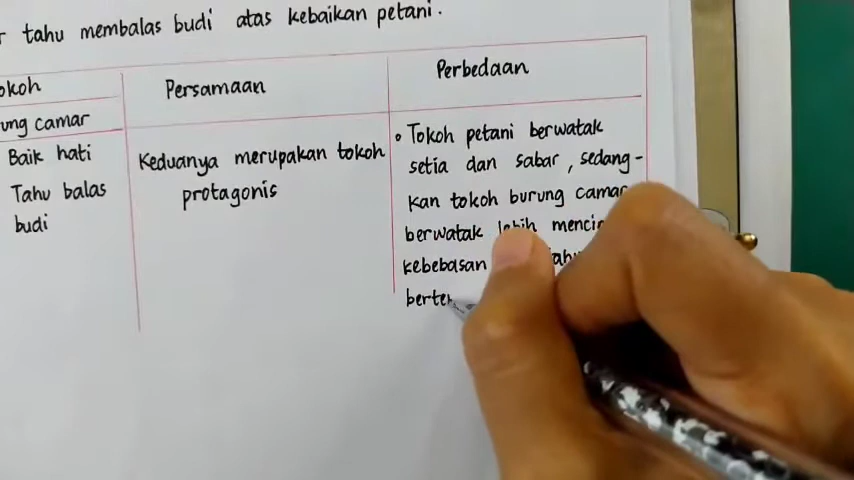 tahu membalas budi atas kebaikan petani.
Persamaan
Perbedaan
ung camar
Baik hati
Tahu balas
budi
Keduanya merupakan tokoh
protagonis
• Tokoh petani berwatak
setia dan sabar, sedang-
kan tokoh burung camar
berwatak lebih
kebebasan